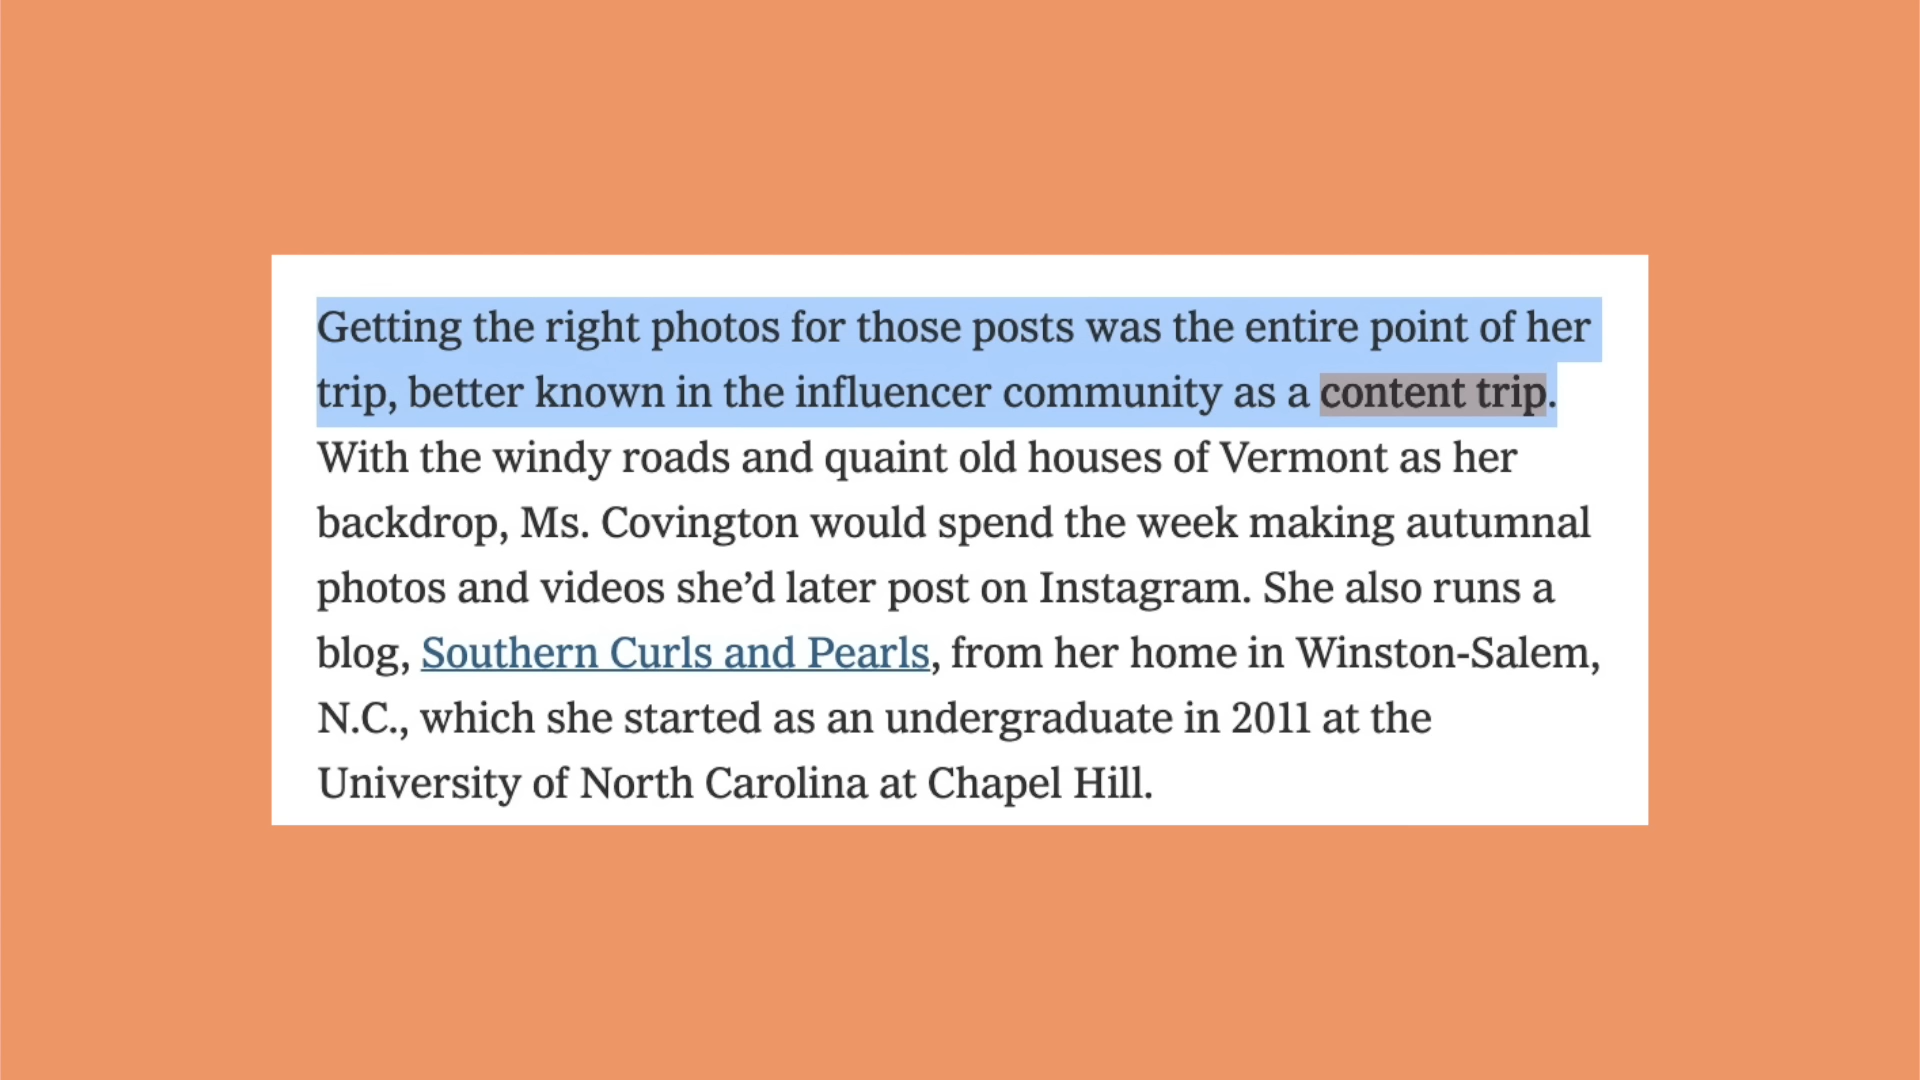 Getting the right photos for those posts was the entire point of her
trip, better known in the influencer community as a content trip.
With the windy roads and quaint old houses of Vermont as her
backdrop, Ms. Covington would spend the week making autumnal
photos and videos she’d later post on Instagram. She also runs a
blog, Southern Curls and Pearls, from her home in Winston-Salem,
N.C., which she started as an undergraduate in 2011 at the
University of North Carolina at Chapel Hill.